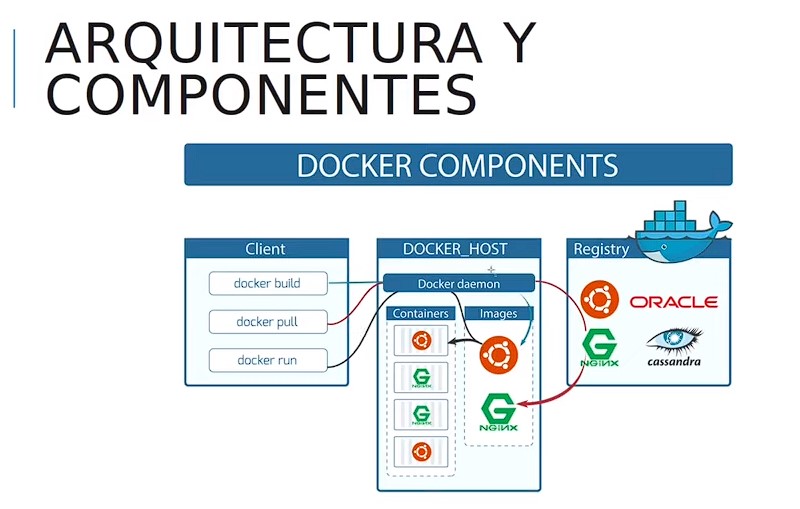 ARQUITECTURA Y
COMPONENTES
DOCKER COMPONENTS
Client
docker build
docker pull
docker run
DOCKER_HOST
Docker daemon
Containers
NGINX
NGINX
Images
NGINX
Registry
ORACLE
NGINX
cassandra